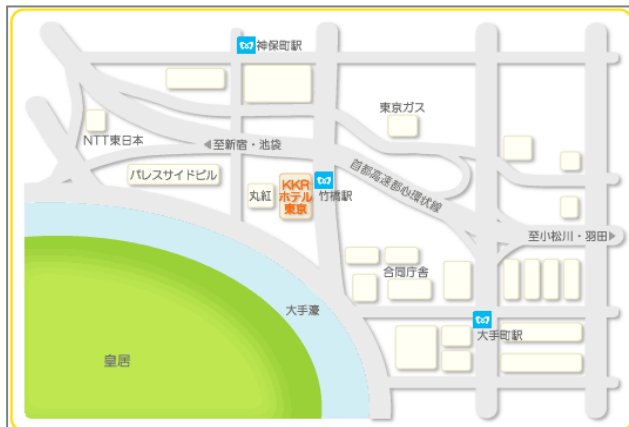 神保町駅
東京ガス
NTT東日本
◀至新宿・池袋
首都高速都心環状線
パレスサイドビル
丸紅
KKR
ホテル
東京
竹橋駅
至小松川・羽田▶
合同庁舎
大手濠
大手町駅
皇居